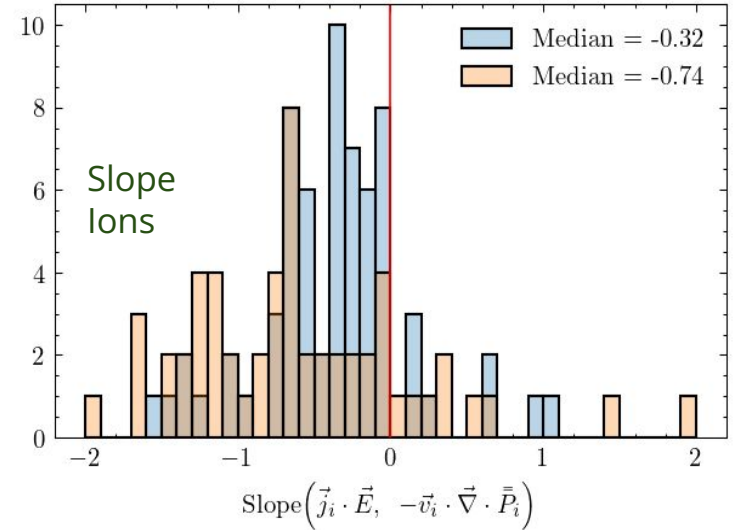 10
8
6
4
2
0
Median = -0.32
Median = -0.74
Slope
Ions
−2 −1 0 1 2
Slope(j⃗ᵢ · E⃗, −v⃗ᵢ · ∇⃗ · P̿ᵢ)